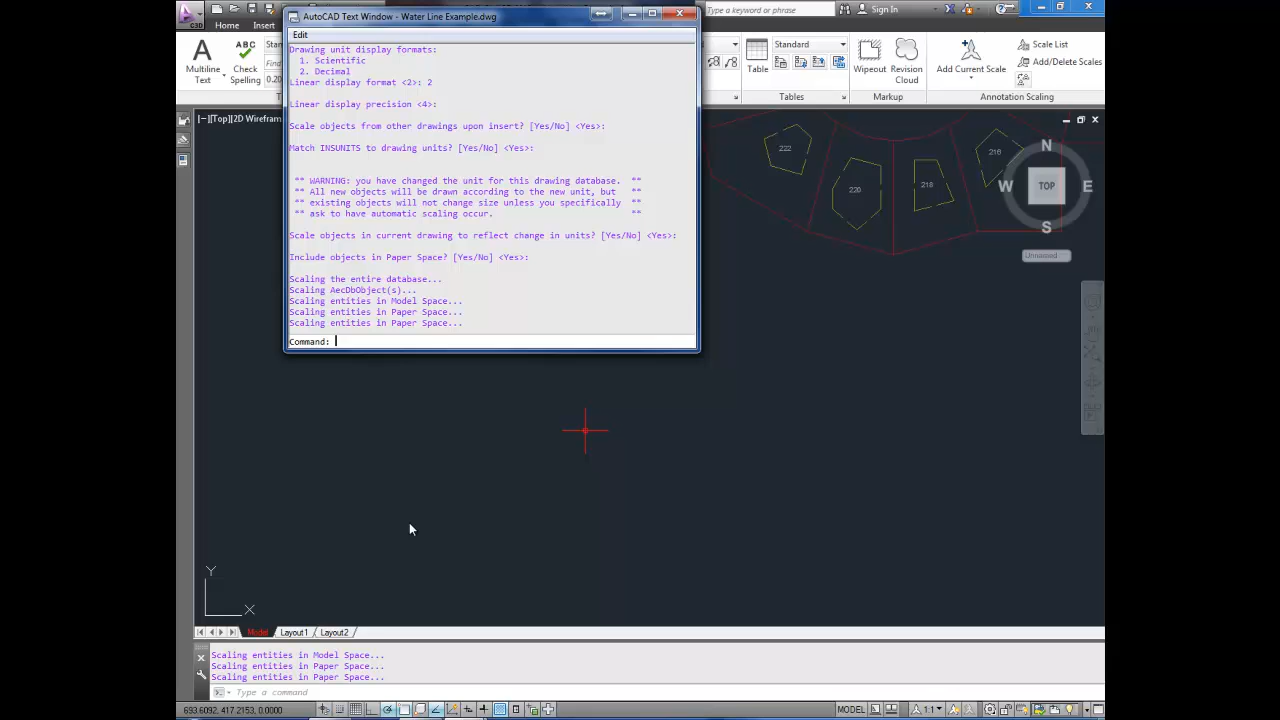 AutoCAD Text Window - Water Line Example.dwg
Type a keyword or phrase
Sign In
C3D
Home
Insert
Edit
Multiline
Text
ABC
Check
Spelling
0.20
Standard
Table
Wipeout
Revision
Cloud
Add Current Scale
Scale List
Add/Delete Scales
Tables
Markup
Annotation Scaling
Drawing unit display formats:
1. Scientific
2. Decimal
Linear display format <2>: 2
Linear display precision <4>:
Scale objects from other drawings upon insert? [Yes/No] <Yes>:
Match INSUNITS to drawing units? [Yes/No] <Yes>:
** WARNING: you have changed the unit for this drawing database. **
** All new objects will be drawn according to the new unit, but **
** existing objects will not change size unless you specifically **
** ask to have automatic scaling occur. **
Scale objects in current drawing to reflect change in units? [Yes/No] <Yes>:
Include objects in Paper Space? [Yes/No] <Yes>:
Scaling the entire database...
Scaling AecDbObject(s)...
Scaling entities in Model Space...
Scaling entities in Paper Space...
Scaling entities in Paper Space...
Command:
[−][Top][2D Wirefram
222
220
218
216
N
W
TOP
E
S
Unnamed
Y
X
Model
Layout1
Layout2
Scaling entities in Model Space...
Scaling entities in Paper Space...
Scaling entities in Paper Space...
Type a command
693.6092, 417.2153, 0.0000
MODEL
1:1